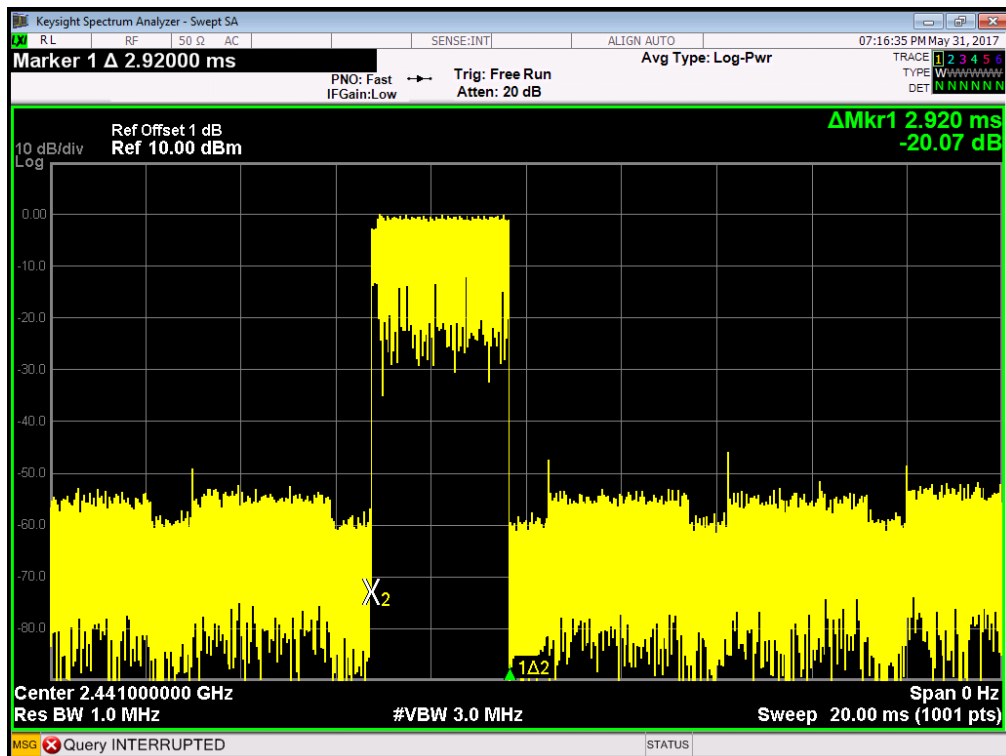 Keysight Spectrum Analyzer - Swept SA
LXI RL RF 50 Ω AC SENSE:INT ALIGN AUTO 07:16:35 PM May 31, 2017
Marker 1 Δ 2.92000 ms
PNO: Fast
IFGain:Low
Trig: Free Run
Atten: 20 dB
Avg Type: Log-Pwr
TRACE 1 2 3 4 5 6
TYPE WWWWWW
DET N N N N N N
ΔMkr1 2.920 ms
-20.07 dB
Ref Offset 1 dB
10 dB/div Ref 10.00 dBm
Log
0.00
-10.0
-20.0
-30.0
-40.0
-50.0
-60.0
-70.0
X2
-80.0
1Δ2
Center 2.441000000 GHz Span 0 Hz
Res BW 1.0 MHz #VBW 3.0 MHz Sweep 20.00 ms (1001 pts)
MSG Query INTERRUPTED STATUS